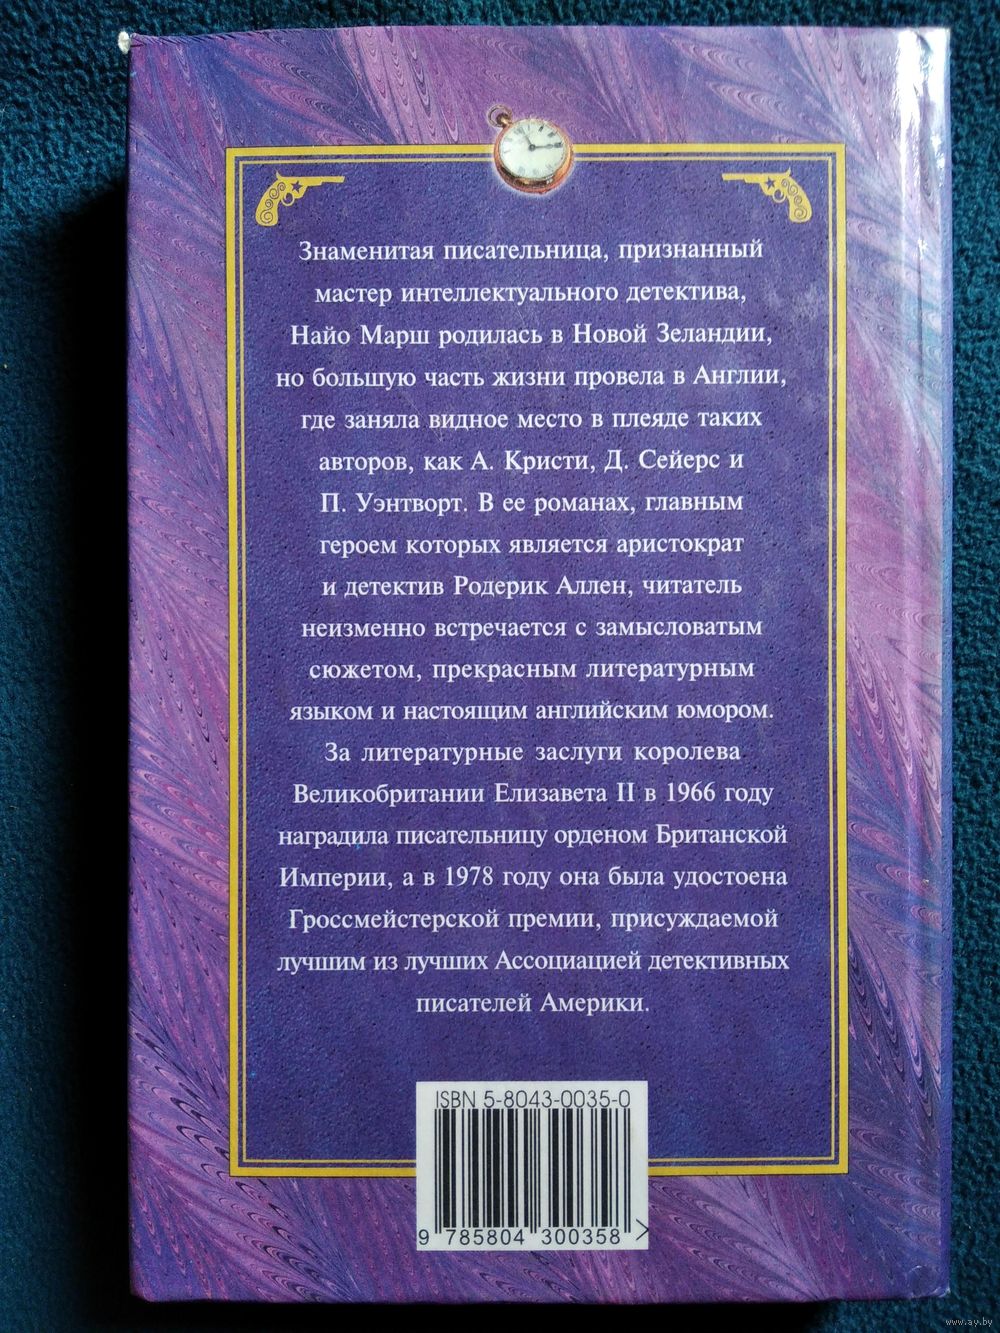 Знаменитая писательница, признанный
мастер интеллектуального детектива,
Найо Марш родилась в Новой Зеландии,
но большую часть жизни провела в Англии,
где заняла видное место в плеяде таких
авторов, как А. Кристи, Д. Сейерс и
П. Уэнтворт. В ее романах, главным
героем которых является аристократ
и детектив Родерик Аллен, читатель
неизменно встречается с замысловатым
сюжетом, прекрасным литературным
языком и настоящим английским юмором.
За литературные заслуги королева
Великобритании Елизавета II в 1966 году
наградила писательницу орденом Британской
Империи, а в 1978 году она была удостоена
Гроссмейстерской премии, присуждаемой
лучшим из лучших Ассоциацией детективных
писателей Америки.
ISBN 5-8043-0035-0
9 785804 300358 >
www.ay.by